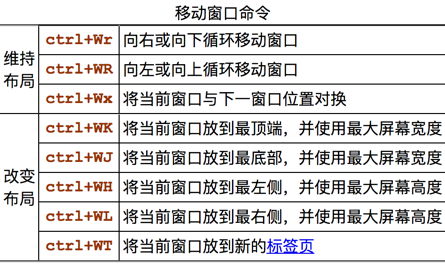 移动窗口命令
维持布局
ctrl+Wr 向右或向下循环移动窗口
ctrl+WR 向左或向上循环移动窗口
ctrl+Wx 将当前窗口与下一窗口位置对换
改变布局
ctrl+WK 将当前窗口放到最顶端，并使用最大屏幕宽度
ctrl+WJ 将当前窗口放到最底部，并使用最大屏幕宽度
ctrl+WH 将当前窗口放到最左侧，并使用最大屏幕高度
ctrl+WL 将当前窗口放到最右侧，并使用最大屏幕高度
ctrl+WT 将当前窗口放到新的标签页